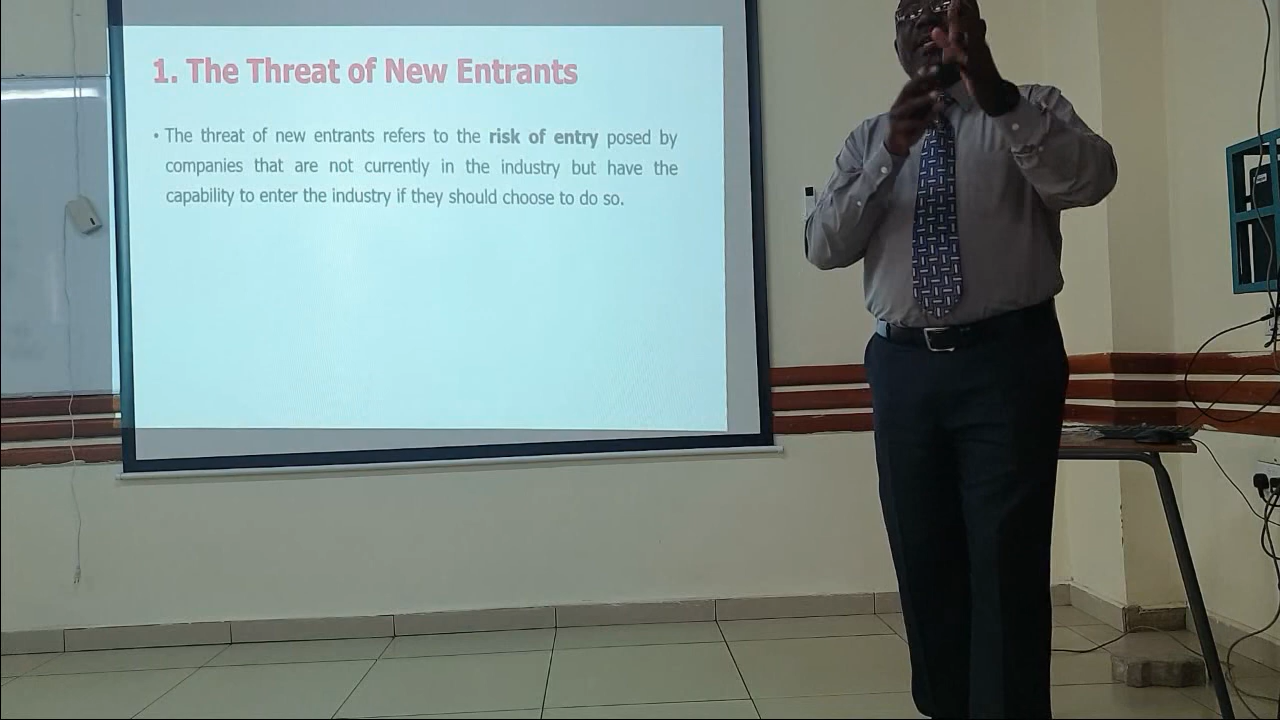 1. The Threat of New Entrants
• The threat of new entrants refers to the risk of entry posed by
companies that are not currently in the industry but have the
capability to enter the industry if they should choose to do so.